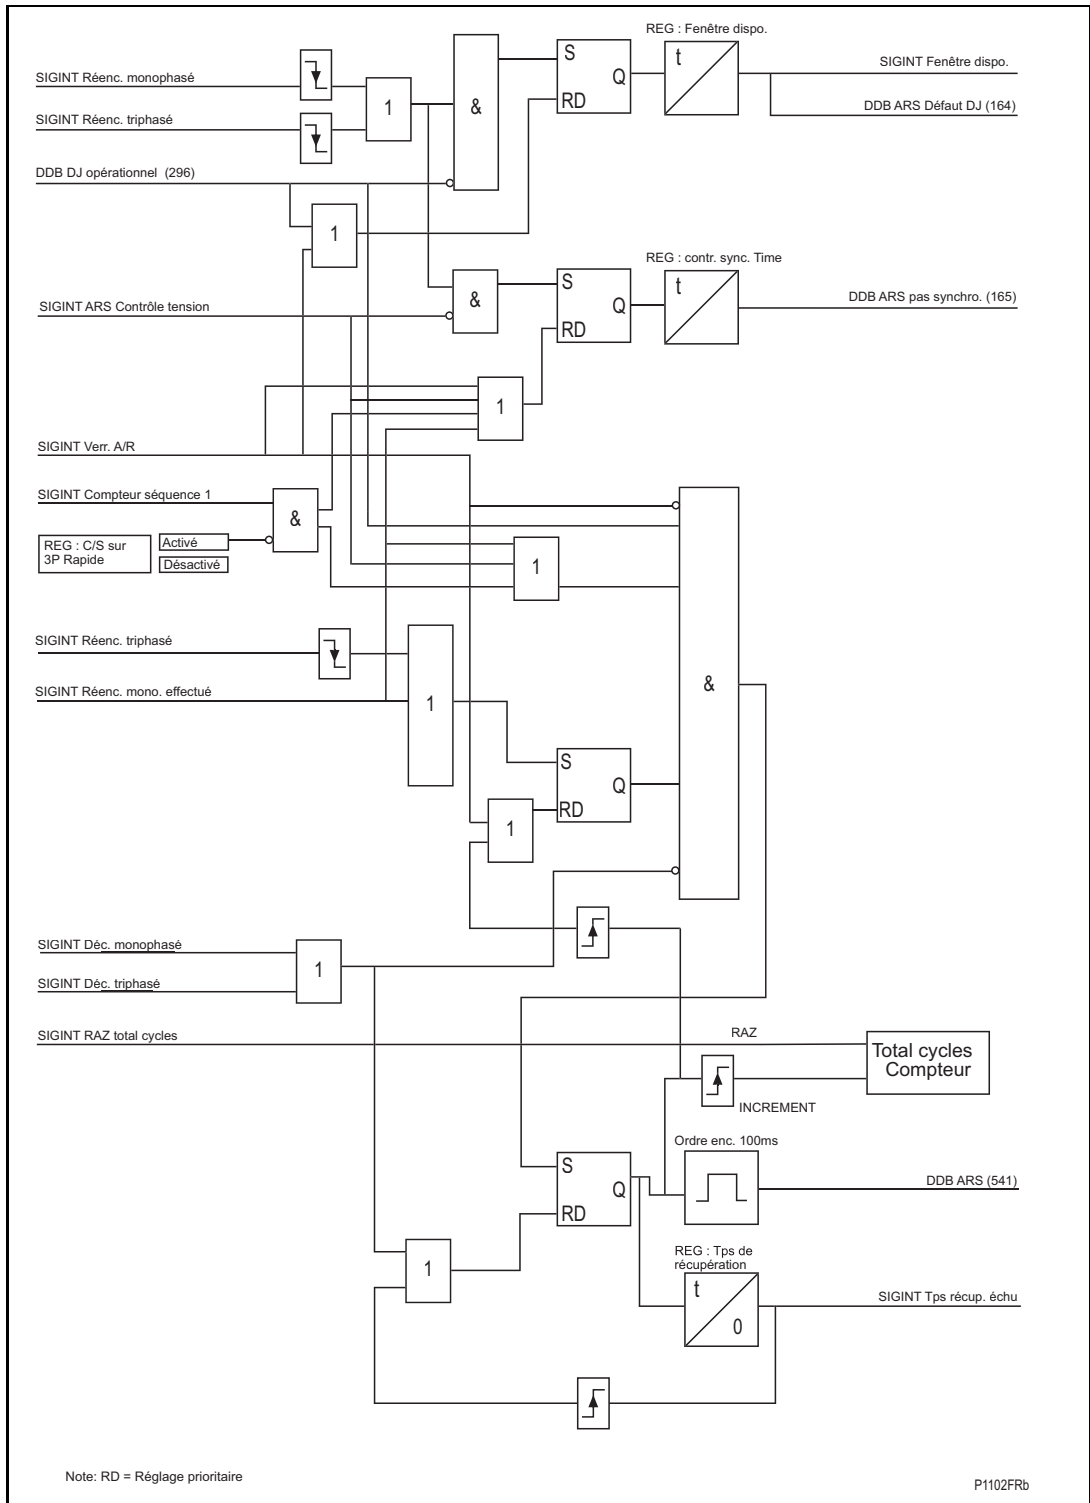 REG : Fenêtre dispo.
SIGINT Réenc. monophasé
t
S
Q
RD
SIGINT Fenêtre dispo.
1
&
DDB ARS Défaut DJ (164)
SIGINT Réenc. triphasé
DDB DJ opérationnel (296)
1
REG : contr. sync. Time
SIGINT ARS Contrôle tension
&
S
Q
RD
t
DDB ARS pas synchro. (165)
1
SIGINT Verr. A/R
SIGINT Compteur séquence 1
&
REG : C/S sur
3P Rapide
Activé
Désactivé
1
SIGINT Réenc. triphasé
SIGINT Réenc. mono. effectué
1
&
S
Q
RD
1
SIGINT Déc. monophasé
1
SIGINT Déc. triphasé
SIGINT RAZ total cycles
RAZ
Total cycles
Compteur
INCREMENT
Ordre enc. 100ms
S
Q
RD
DDB ARS (541)
REG : Tps de
récupération
1
t
0
SIGINT Tps récup. échu
Note: RD = Réglage prioritaire
P1102FRb